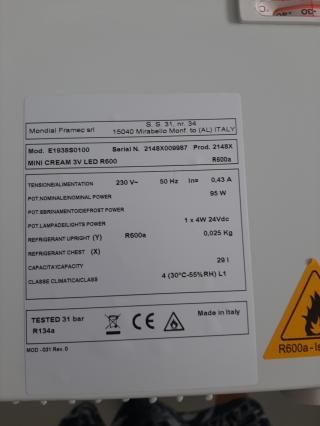 -30
Mondial Framec srl
S. S. 31, nr. 34
15040 Mirabello Monf. to (AL) ITALY
Mod. E1938S0100 Serial N. 2148X009987 Prod. 2148X
MINI CREAM 3V LED R600 R600a
TENSIONE/ALIMENTATION 230 V~ 50 Hz In= 0,43 A
POT.NOMINALE/NOMINAL POWER 95 W
POT.SBRINAMENTO/DEFROST POWER
POT.LAMPADE/LIGHTS POWER 1 x 4W 24Vdc
REFRIGERANT UPRIGHT (Y) R600a 0,025 Kg
REFRIGERANT CHEST (X)
CAPACITA'/CAPACITY 29 l
CLASSE CLIMATICA/CLASS 4 (30°C-55%RH) L1
TESTED 31 bar
R134a
CE
Made in Italy
MOD - 031 Rev. 0
R600a - Is